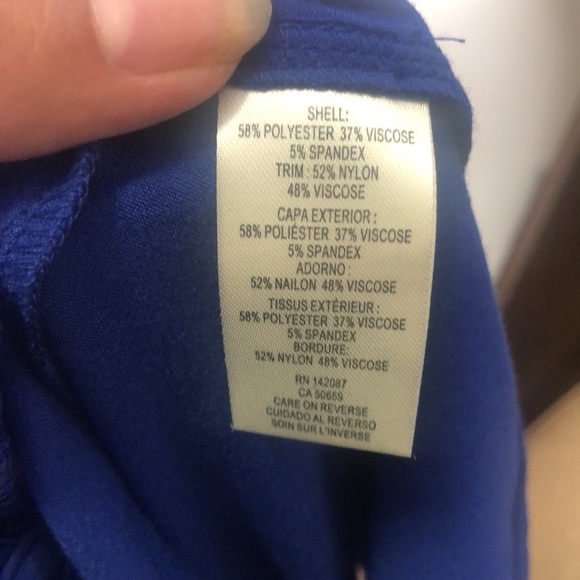 SHELL:
58% POLYESTER 37% VISCOSE
5% SPANDEX
TRIM : 52% NYLON
48% VISCOSE
CAPA EXTERIOR :
58% POLIÉSTER 37% VISCOSE
5% SPANDEX
ADORNO :
52% NAILON 48% VISCOSE
TISSUS EXTÉRIEUR :
58% POLYESTER 37% VISCOSE
5% SPANDEX
BORDURE:
52% NYLON 48% VISCOSE
RN 142087
CA 50659
CARE ON REVERSE
CUIDADO AL REVERSO
SOIN SUR L'INVERSE